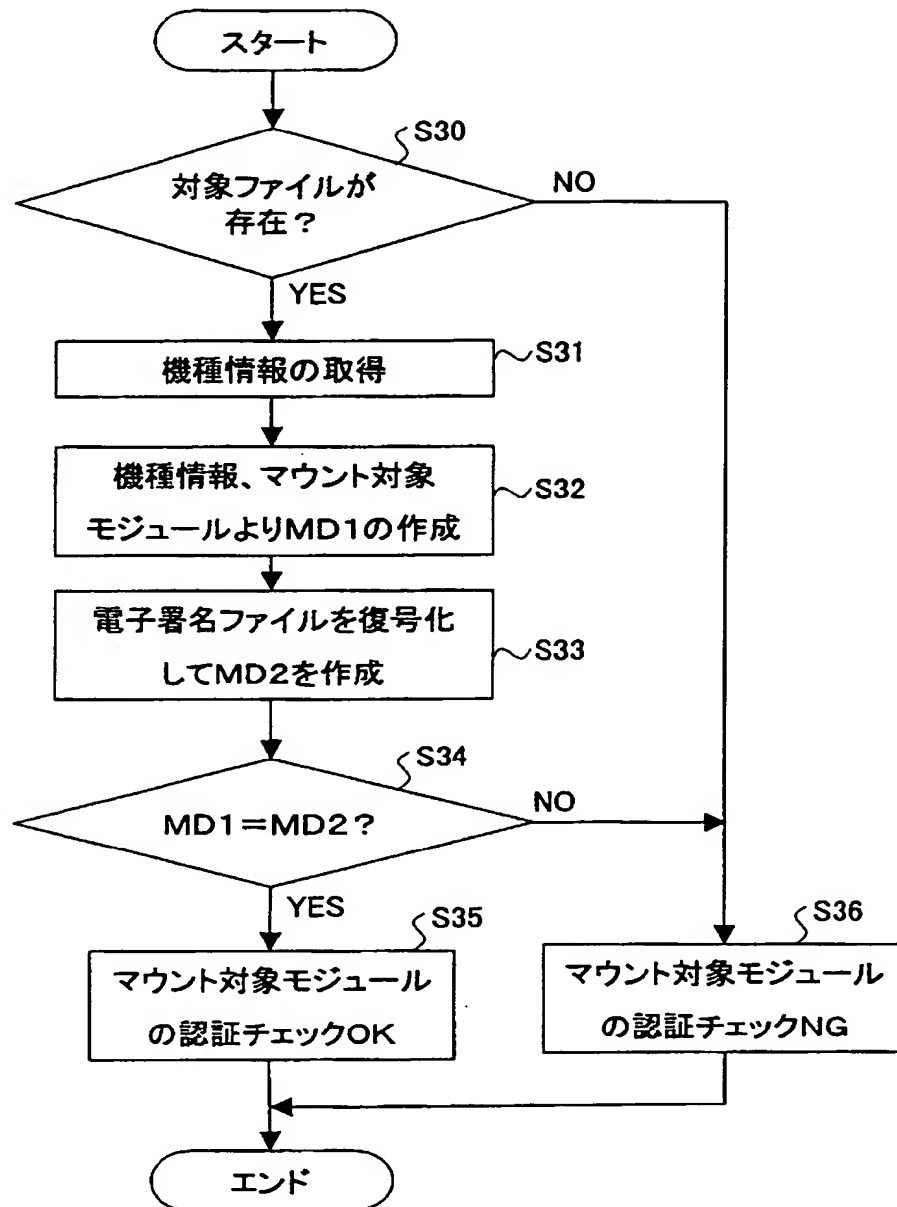 スタート
S30
対象ファイルが
存在？
NO
YES
機種情報の取得
S31
機種情報、マウント対象
モジュールよりMD1の作成
S32
電子署名ファイルを復号化
してMD2を作成
S33
S34
MD1＝MD2？
NO
YES
S35
マウント対象モジュール
の認証チェックOK
S36
マウント対象モジュール
の認証チェックNG
エンド